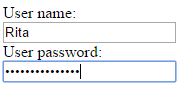 User name:
Rita
User password:
•••••••••••••••